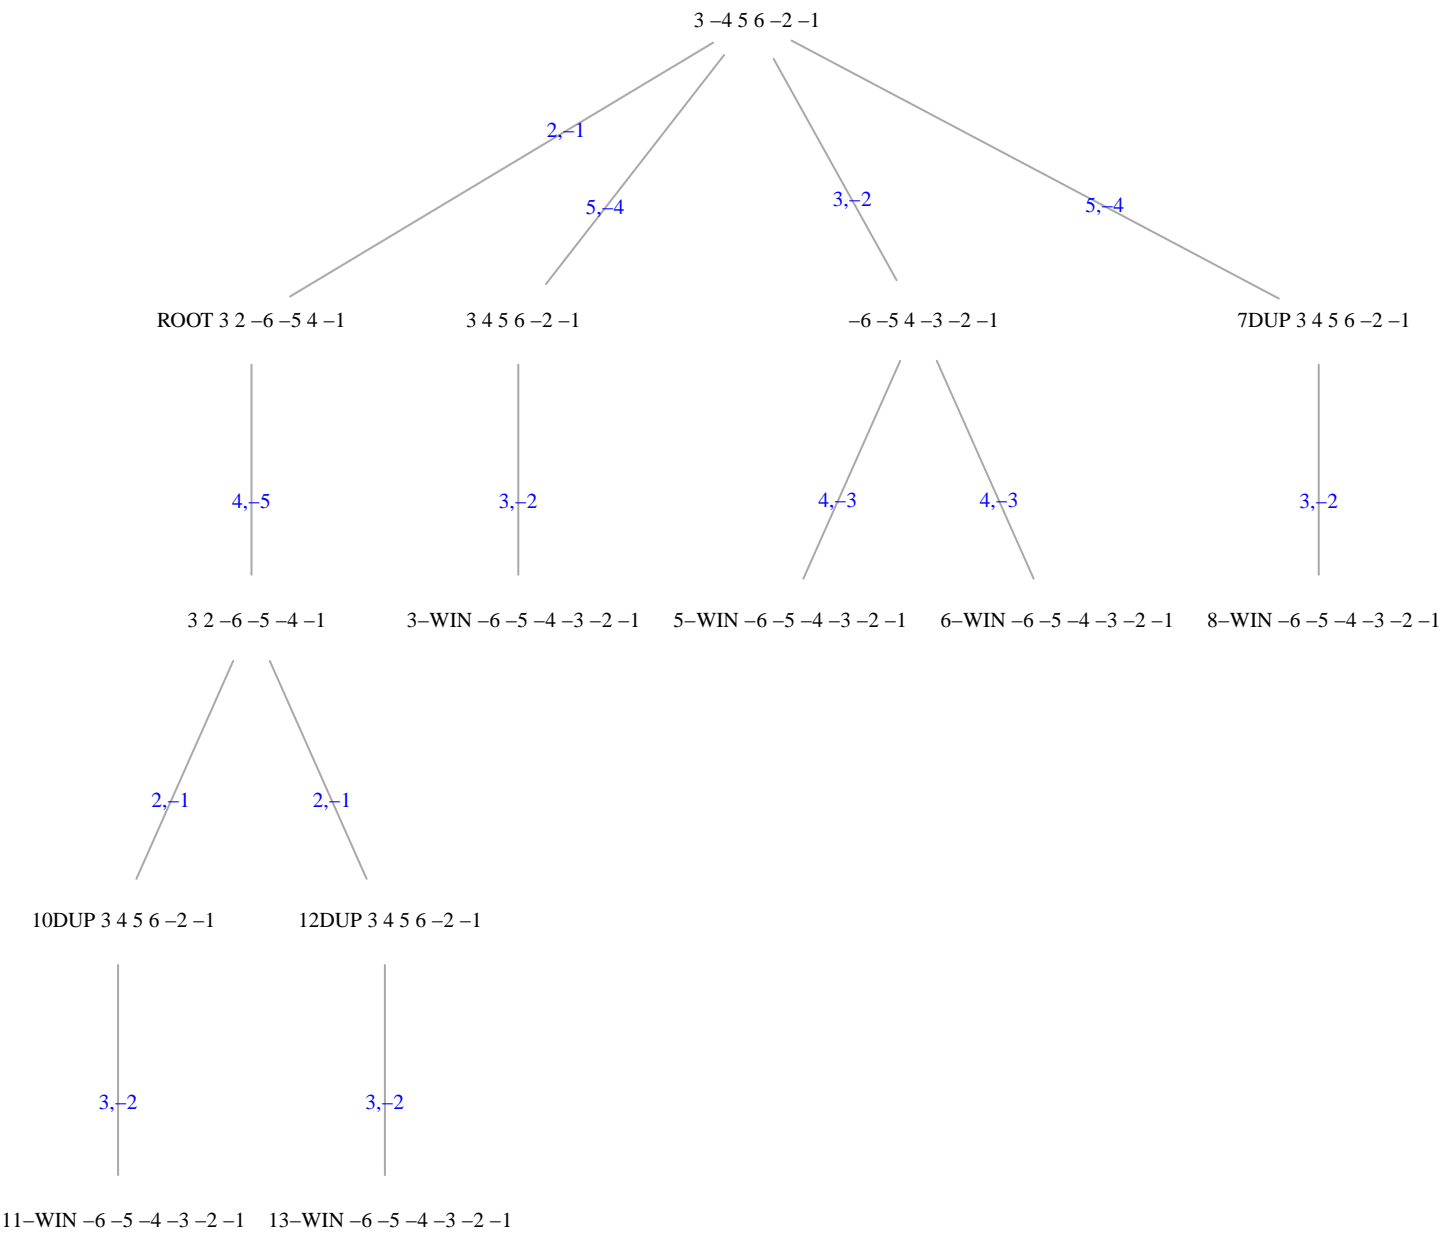 3 –4 5 6 –2 –1
2,–1
5,–4
3,–2
5,–4
ROOT 3 2 –6 –5 4 –1
3 4 5 6 –2 –1
–6 –5 4 –3 –2 –1
7DUP 3 4 5 6 –2 –1
4,–5
3,–2
4,–3
4,–3
3,–2
3 2 –6 –5 –4 –1
3–WIN –6 –5 –4 –3 –2 –1
5–WIN –6 –5 –4 –3 –2 –1
6–WIN –6 –5 –4 –3 –2 –1
8–WIN –6 –5 –4 –3 –2 –1
2,–1
2,–1
10DUP 3 4 5 6 –2 –1
12DUP 3 4 5 6 –2 –1
3,–2
3,–2
11–WIN –6 –5 –4 –3 –2 –1
13–WIN –6 –5 –4 –3 –2 –1